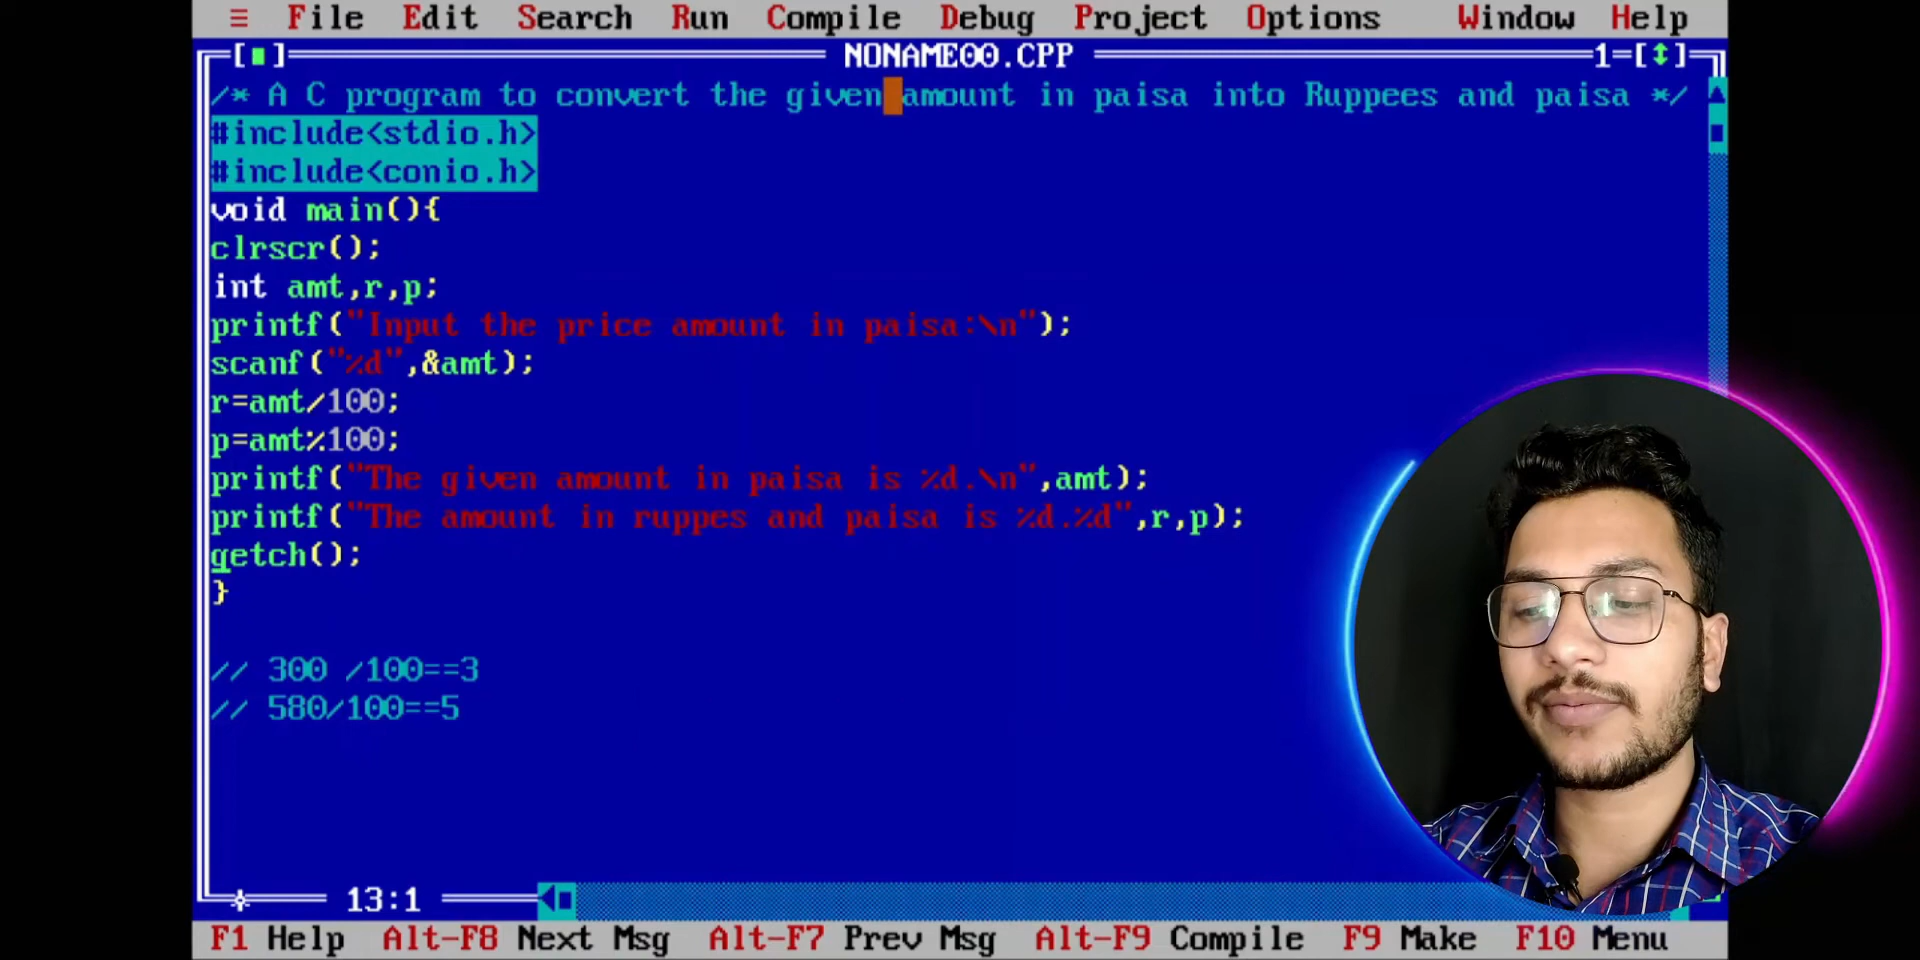 ≡ File Edit Search Run Compile Debug Project Options Window Help
[■] NONAME00.CPP 1=[↕]
/* A C program to convert the given amount in paisa into Ruppees and paisa */
#include<stdio.h>
#include<conio.h>
void main(){
clrscr();
int amt,r,p;
printf("Input the price amount in paisa:\n");
scanf("%d",&amt);
r=amt/100;
p=amt%100;
printf("The given amount in paisa is %d.\n",amt);
printf("The amount in ruppes and paisa is %d.%d",r,p);
getch();
}
// 300 /100==3
// 580/100==5
13:1
F1 Help Alt-F8 Next Msg Alt-F7 Prev Msg Alt-F9 Compile F9 Make F10 Menu